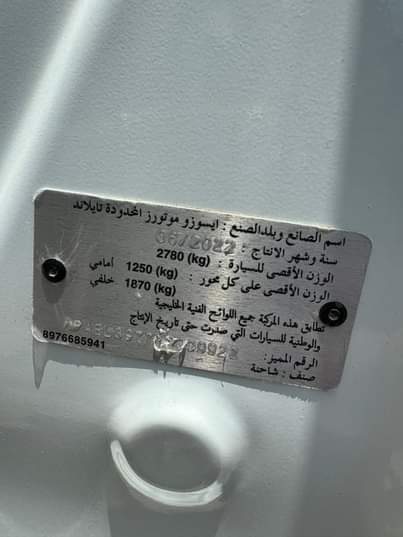 اسم الصانع وبلدالصنع : ايسوزو موتورز المحدودة تايلاند
سنة وشهر الانتاج : 06/2022
الوزن الأقصى للسيارة : 2780 (kg)
الوزن الأقصى على كل محور : 1250 (kg) أمامي
1870 (kg) خلفي
تطابق هذه المركبة جميع اللوائح الفنية الخليجية
والوطنية للسيارات التي صدرت حتى تاريخ الإنتاج
الرقم المميز:
صنف : شاحنة
8976685941